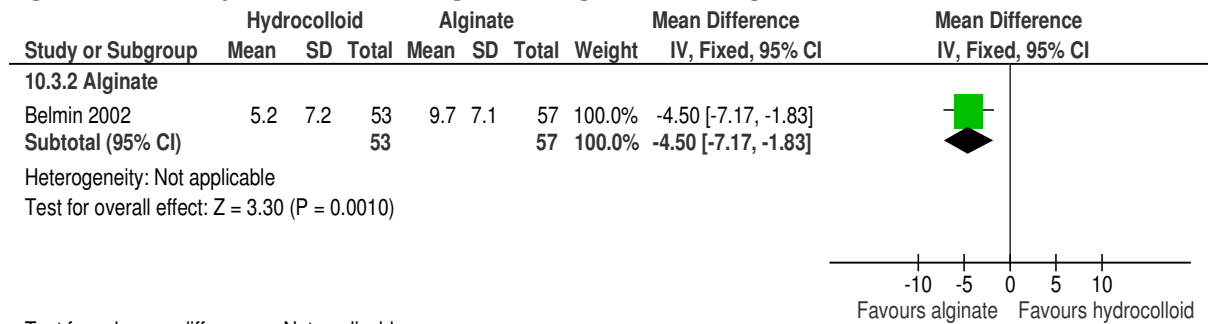 Hydrocolloid Alginate Mean Difference Mean Difference
Study or Subgroup Mean SD Total Mean SD Total Weight IV, Fixed, 95% CI IV, Fixed, 95% CI
10.3.2 Alginate
Belmin 2002 5.2 7.2 53 9.7 7.1 57 100.0% -4.50 [-7.17, -1.83]
Subtotal (95% CI) 53 57 100.0% -4.50 [-7.17, -1.83]
Heterogeneity: Not applicable
Test for overall effect: Z = 3.30 (P = 0.0010)
-10 -5 0 5 10
Favours alginate Favours hydrocolloid